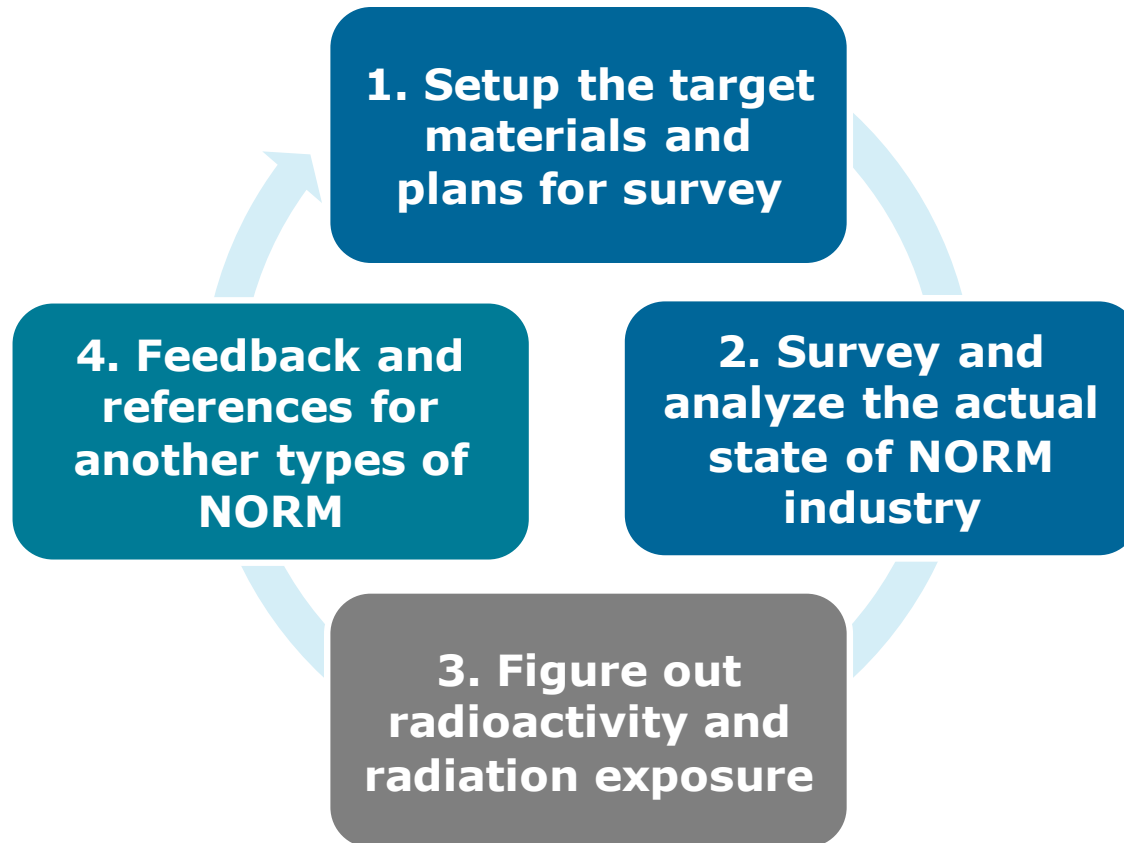 1. Setup the target
materials and
plans for survey
2. Survey and
analyze the actual
state of NORM
industry
3. Figure out
radioactivity and
radiation exposure
4. Feedback and
references for
another types of
NORM